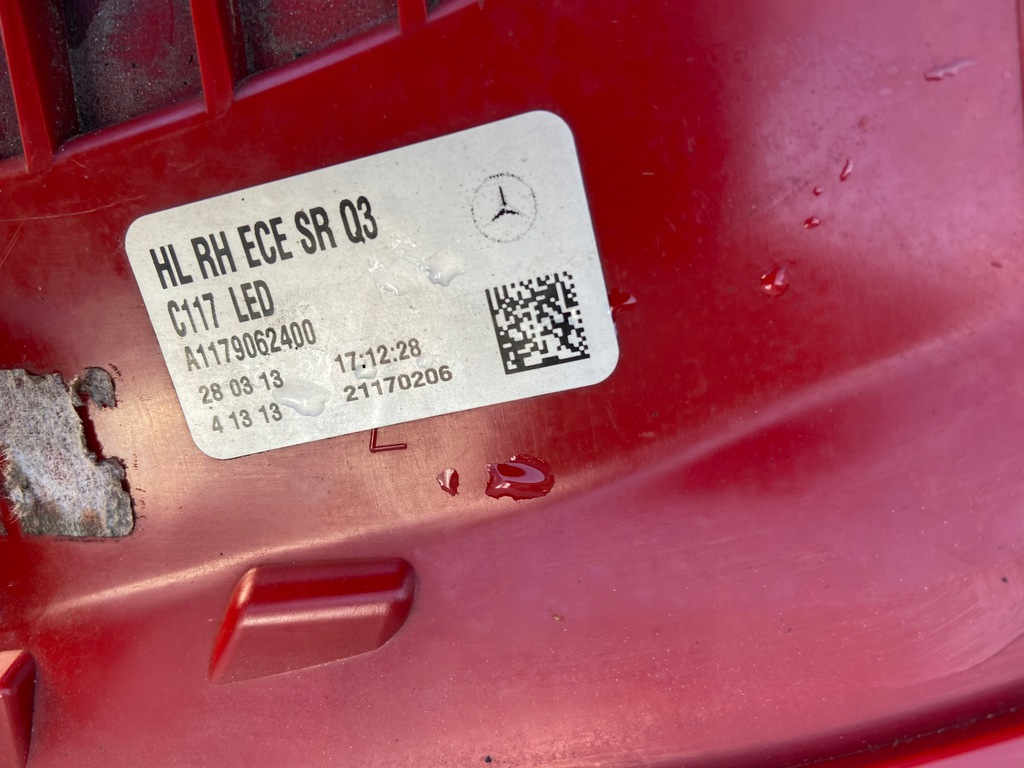 HL RH ECE SR Q3
C117 LED
A1179062400
28 03 13 17:12:28
4 13 13 21170206